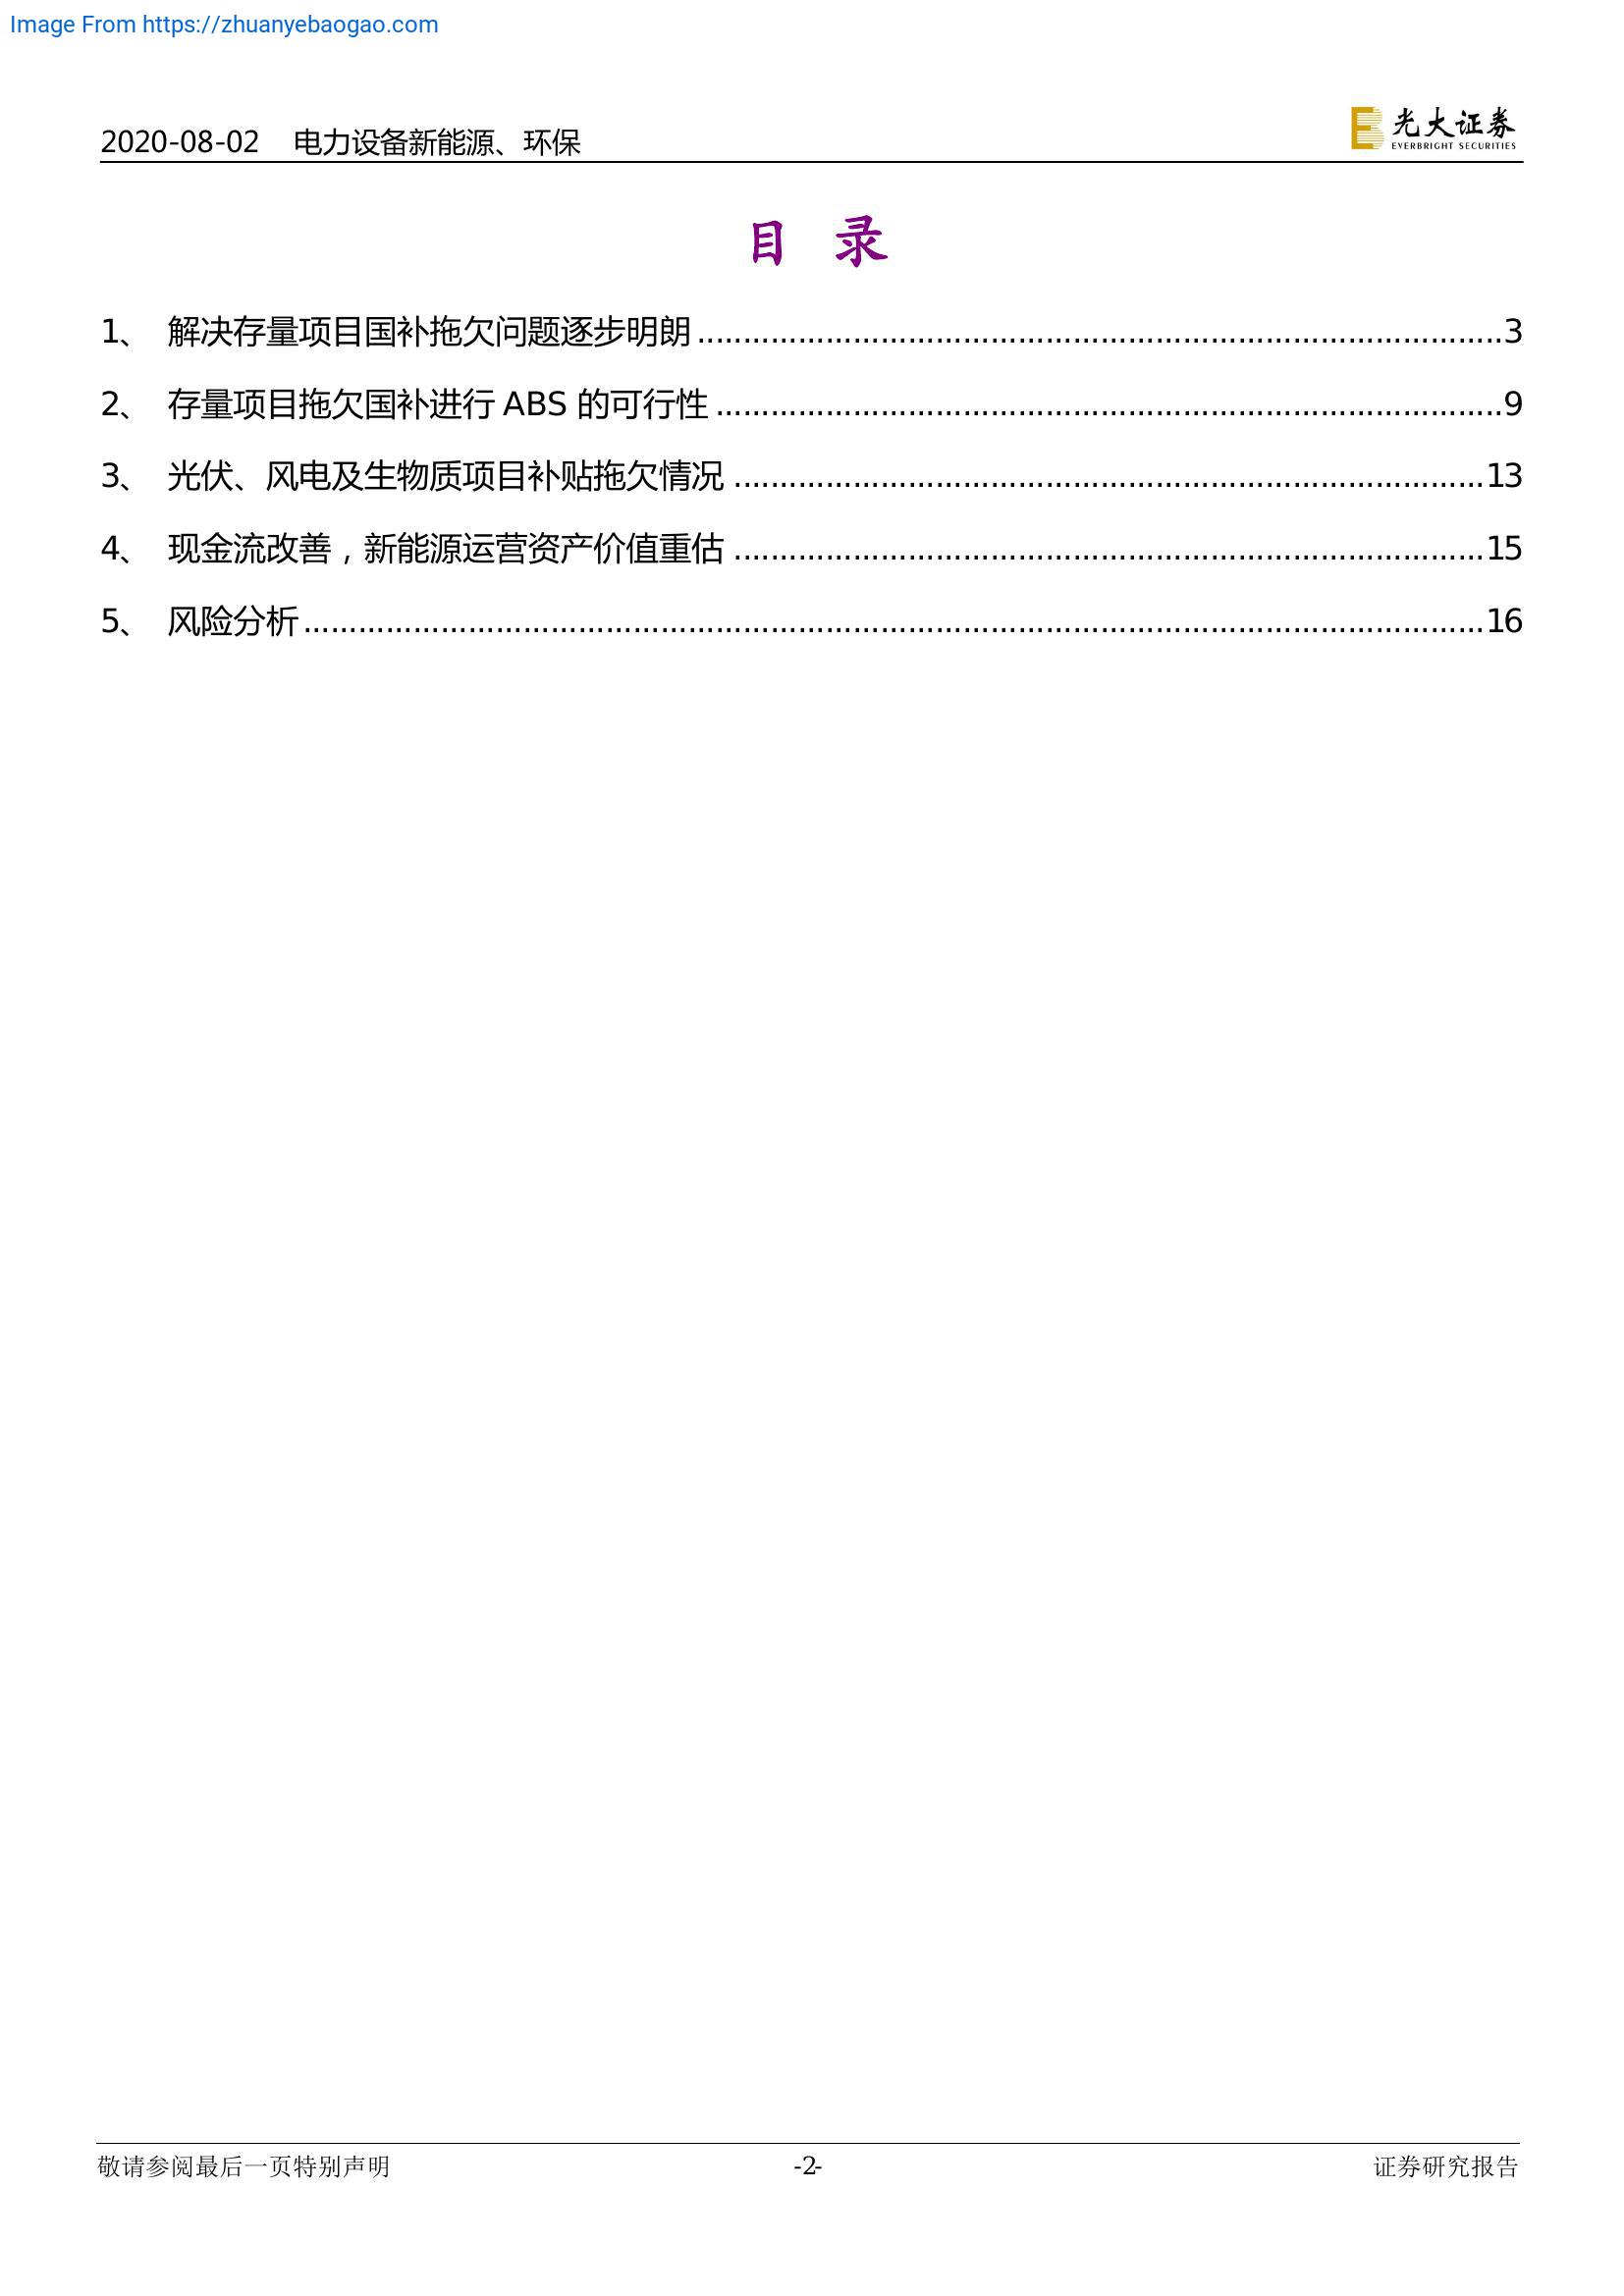 Image From https://zhuanyebaogao.com
2020-08-02 电力设备新能源、环保
光大证券
EVERBRIGHT SECURITIES
目 录
1、 解决存量项目国补拖欠问题逐步明朗........................................................................................3
2、 存量项目拖欠国补进行 ABS 的可行性......................................................................................9
3、 光伏、风电及生物质项目补贴拖欠情况..................................................................................13
4、 现金流改善，新能源运营资产价值重估..................................................................................15
5、 风险分析.................................................................................................................................16
敬请参阅最后一页特别声明 -2- 证券研究报告